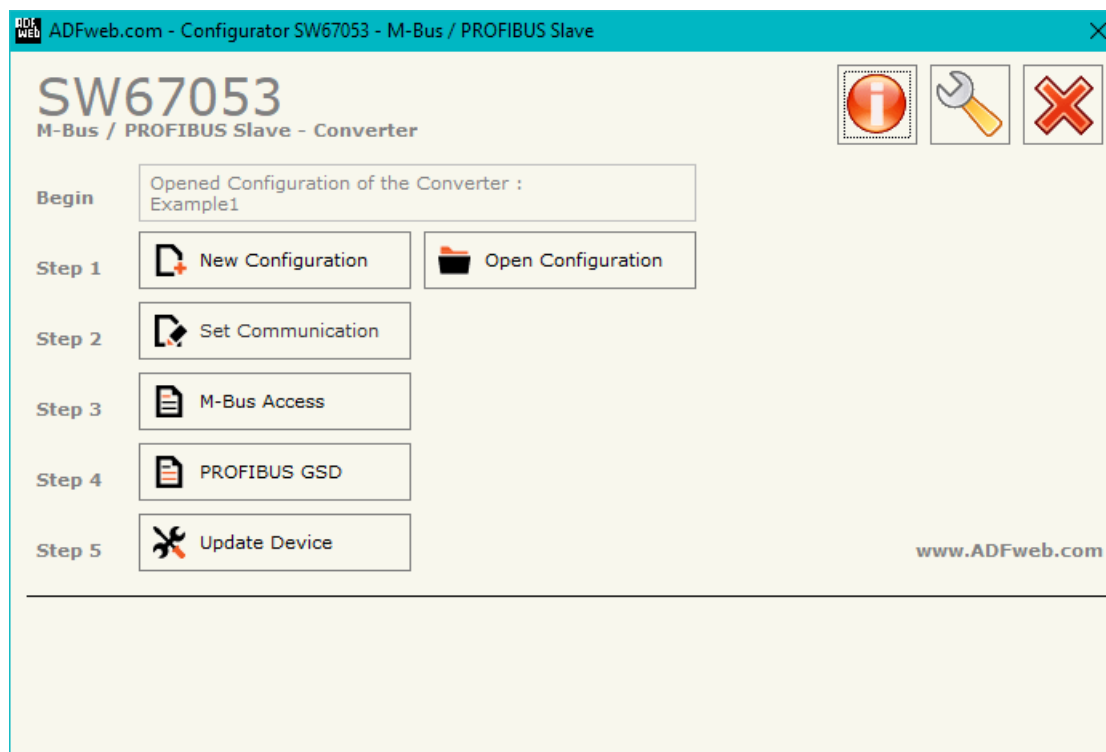 ADF WEB ADFweb.com - Configurator SW67053 - M-Bus / PROFIBUS Slave
SW67053
M-Bus / PROFIBUS Slave - Converter
Begin
Opened Configuration of the Converter :
Example1
Step 1
New Configuration
Open Configuration
Step 2
Set Communication
Step 3
M-Bus Access
Step 4
PROFIBUS GSD
Step 5
Update Device
www.ADFweb.com